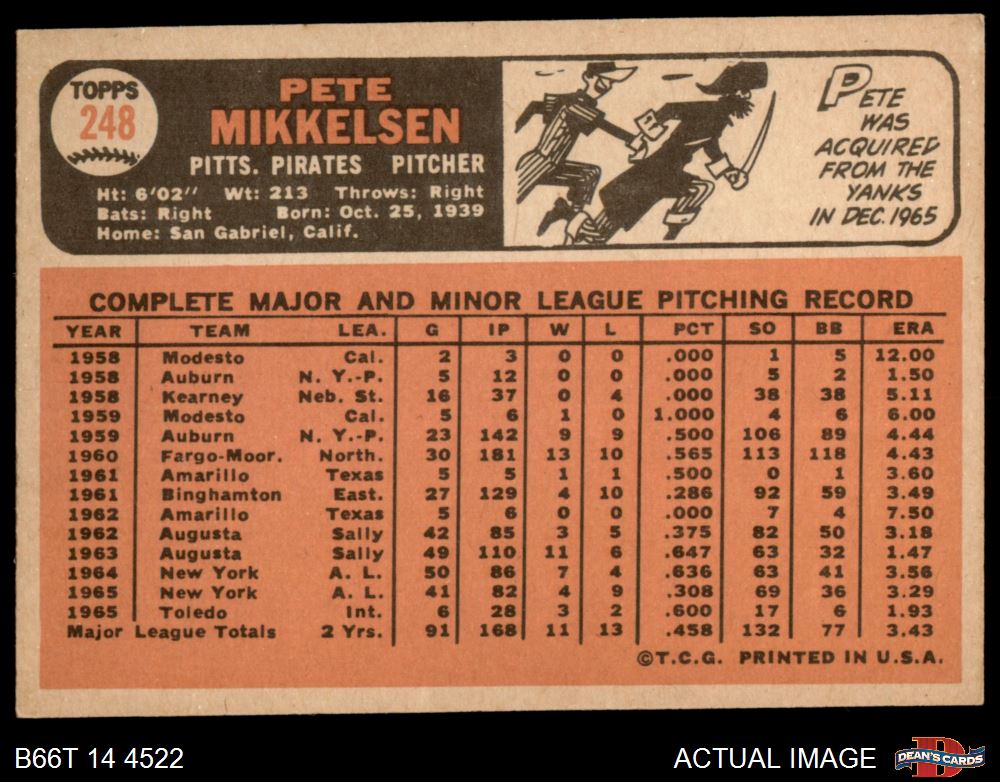 TOPPS
248
PETE
MIKKELSEN
PITTS. PIRATES PITCHER
Ht: 6'02" Wt: 213 Throws: Right
Bats: Right Born: Oct. 25, 1939
Home: San Gabriel, Calif.
PETE
WAS
ACQUIRED
FROM THE
YANKS
IN DEC. 1965
COMPLETE MAJOR AND MINOR LEAGUE PITCHING RECORD
YEAR TEAM LEA. G IP W L PCT SO BB ERA
1958 Modesto Cal. 2 3 0 0 .000 1 5 12.00
1958 Auburn N. Y.-P. 5 12 0 0 .000 5 2 1.50
1958 Kearney Neb. St. 16 37 0 4 .000 38 38 5.11
1959 Modesto Cal. 5 6 1 0 1.000 4 6 6.00
1959 Auburn N. Y.-P. 23 142 9 9 .500 106 89 4.44
1960 Fargo-Moor. North. 30 181 13 10 .565 113 118 4.43
1961 Amarillo Texas 5 5 1 1 .500 0 1 3.60
1961 Binghamton East. 27 129 4 10 .286 92 59 3.49
1962 Amarillo Texas 5 6 0 0 .000 7 4 7.50
1962 Augusta Sally 42 85 3 5 .375 82 50 3.18
1963 Augusta Sally 49 110 11 6 .647 63 32 1.47
1964 New York A. L. 50 86 7 4 .636 63 41 3.56
1965 New York A. L. 41 82 4 9 .308 69 36 3.29
1965 Toledo Int. 6 28 3 2 .600 17 6 1.93
Major League Totals 2 Yrs. 91 168 11 13 .458 132 77 3.43
©T.C.G. PRINTED IN U.S.A.
B66T 14 4522
ACTUAL IMAGE
D
DEAN'S CARDS